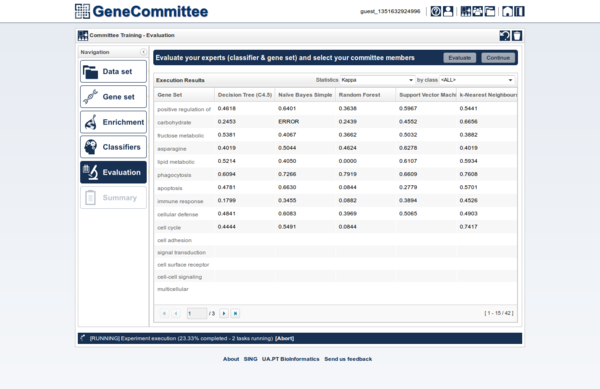 GeneCommittee
guest_1351632924996
Committee Training - Evaluation
Navigation
Data set
Gene set
Enrichment
Classifiers
Evaluation
Summary
Evaluate your experts (classifier & gene set) and select your committee members
Evaluate
Continue
Execution Results
Statistics Kappa by class <ALL>
Gene Set Decision Tree (C4.5) Naïve Bayes Simple Random Forest Support Vector Machi k-Nearest Neighbours
positive regulation of 0.4618 0.6401 0.3638 0.5967 0.5441
carbohydrate 0.2453 ERROR 0.2439 0.4552 0.6656
fructose metabolic 0.5381 0.4067 0.3662 0.5032 0.3882
asparagine 0.4019 0.5044 0.4624 0.6278 0.4019
lipid metabolic 0.5214 0.4050 0.0000 0.6107 0.5934
phagocytosis 0.6094 0.7266 0.7919 0.6609 0.7608
apoptosis 0.4781 0.6630 0.0844 0.2779 0.5701
immune response 0.1799 0.3455 0.0882 0.3894 0.4526
cellular defense 0.4841 0.6083 0.3969 0.5065 0.4903
cell cycle 0.4444 0.5491 0.0844 0.7417
cell adhesion
signal transduction
cell surface receptor
cell-cell signaling
multicellular
1 / 3
[ 1 - 15 / 42 ]
[RUNNING] Experiment execution (23.33% completed - 2 tasks running) [Abort]
About SING UA.PT Bioinformatics Send us feedback